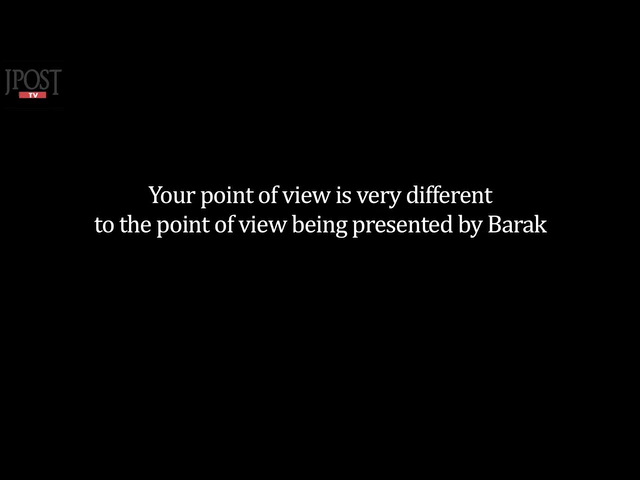 JPOST
TV
Your point of view is very different
to the point of view being presented by Barak